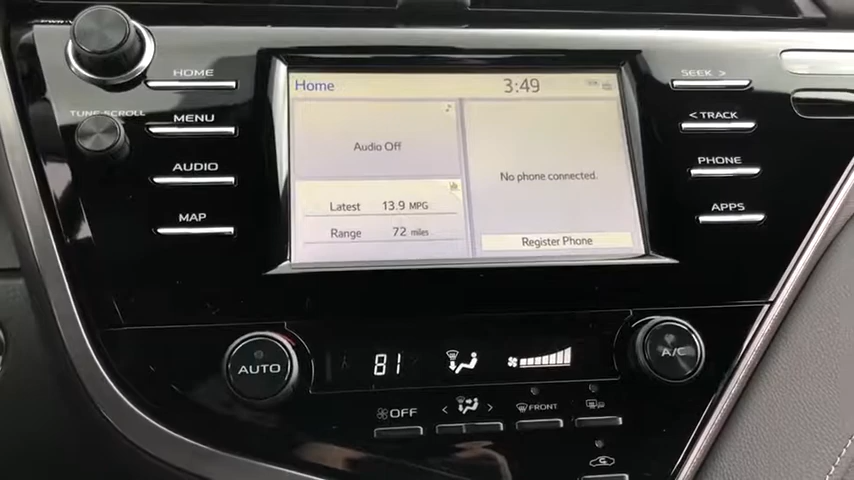 HOME
TUNE·SCROLL
MENU
AUDIO
MAP
Home
3:49
Audio Off
Latest 13.9 MPG
Range 72 miles
No phone connected.
Register Phone
SEEK >
< TRACK
PHONE
APPS
AUTO
81
A/C
OFF
< >
FRONT